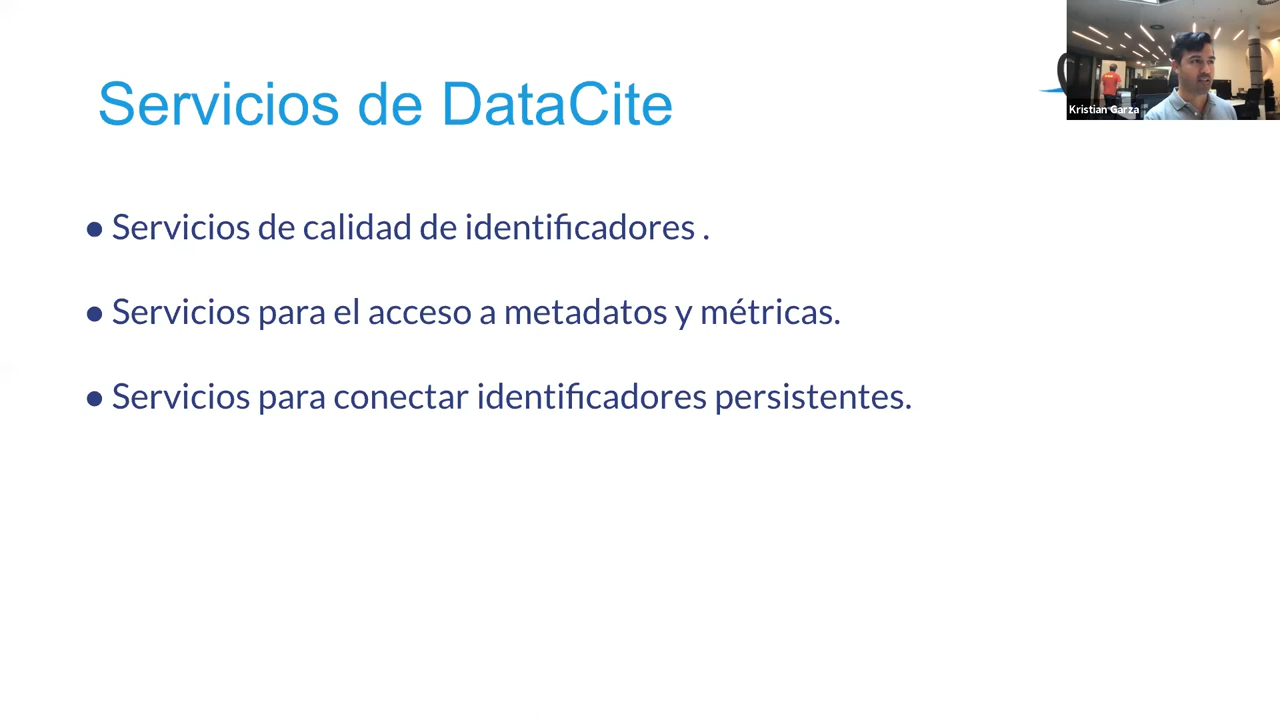 Servicios de DataCite
Kristian Garza
● Servicios de calidad de identificadores .
● Servicios para el acceso a metadatos y métricas.
● Servicios para conectar identificadores persistentes.